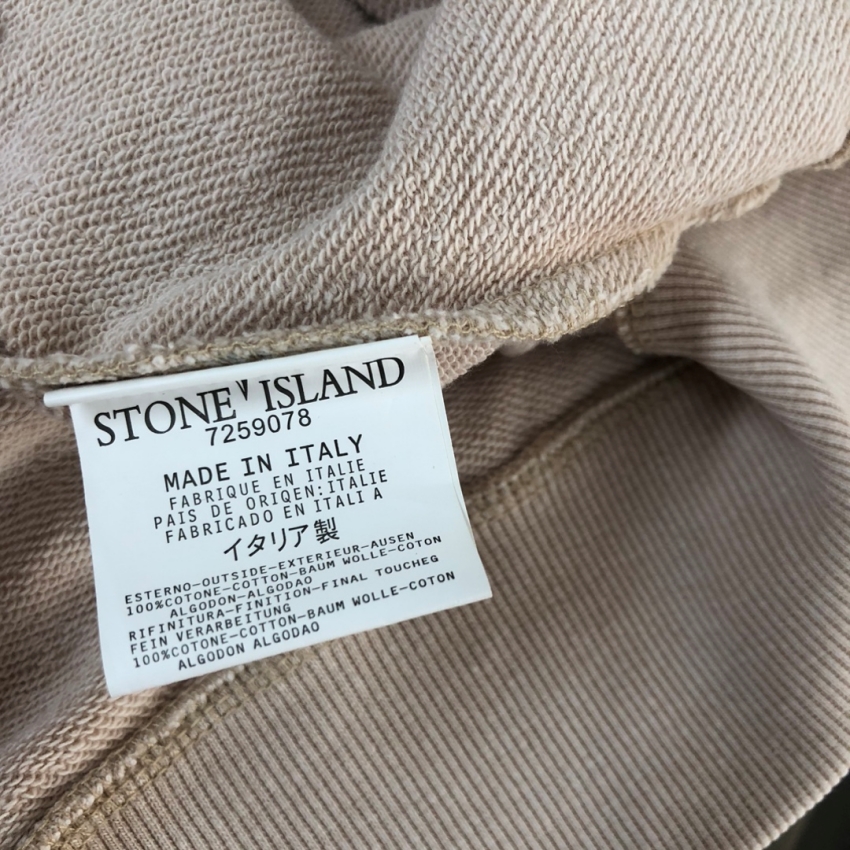 STONE' ISLAND
7259078
MADE IN ITALY
FABRIQUE EN ITALIE
PAIS DE ORIQEN:ITALIE
FABRICADO EN ITALI A
イタリア製
ESTERNO-OUTSIDE-EXTERIEUR-AUSEN
100%COTONE-COTTON-BAUM WOLLE-COTON
ALGODON-ALGODAO
RIFINITURA-FINITION-FINAL TOUCHEG
FEIN VERARBEITUNG
100%COTONE-COTTON-BAUM WOLLE-COTON
ALGODON ALGODAO